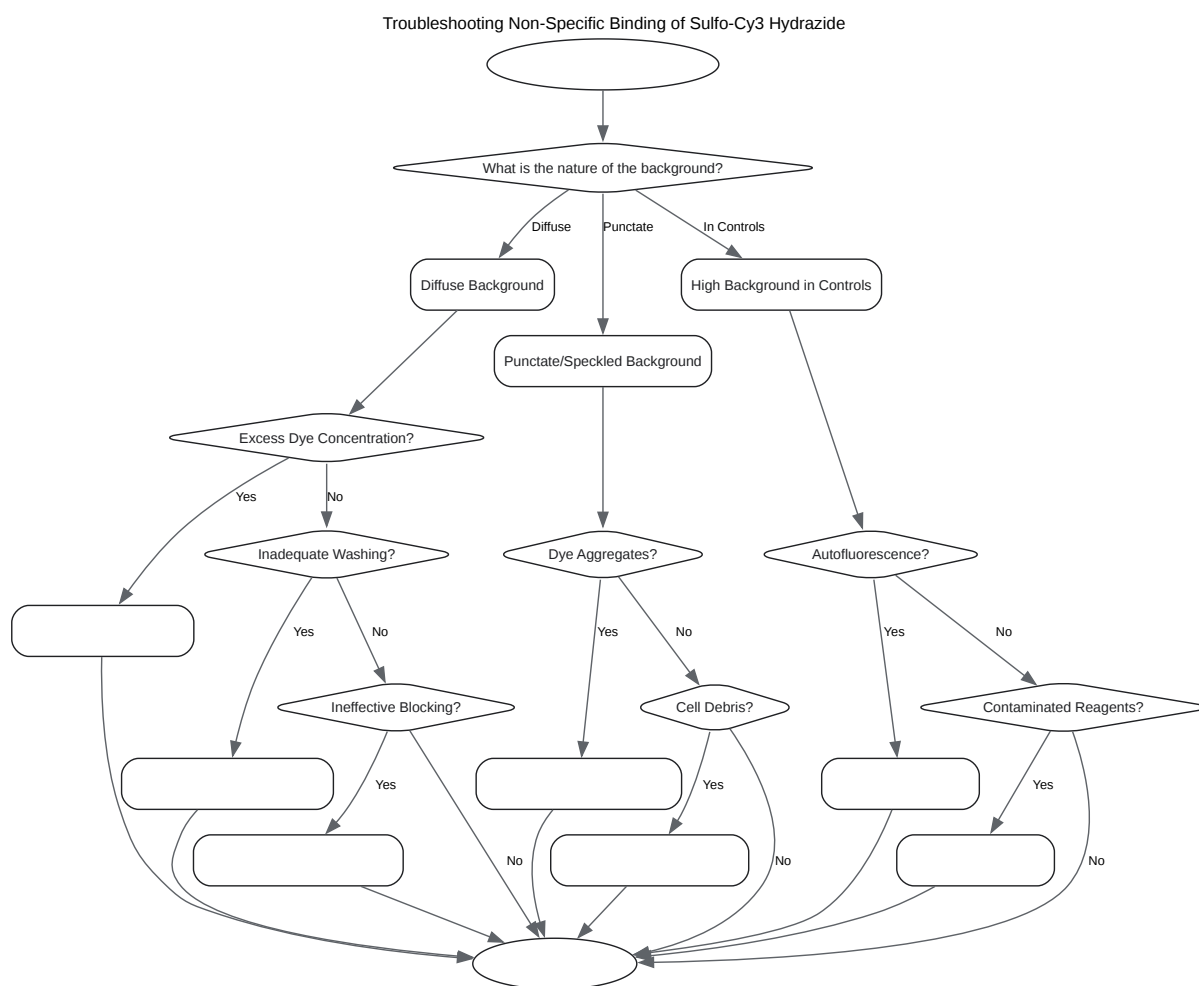 Troubleshooting Non-Specific Binding of Sulfo-Cy3 Hydrazide
What is the nature of the background?
Diffuse
Punctate
In Controls
Diffuse Background
High Background in Controls
Punctate/Speckled Background
Excess Dye Concentration?
Yes
No
Inadequate Washing?
Dye Aggregates?
Autofluorescence?
Yes
No
Yes
No
Yes
No
Ineffective Blocking?
Cell Debris?
Contaminated Reagents?
Yes
Yes
Yes
No
No
No